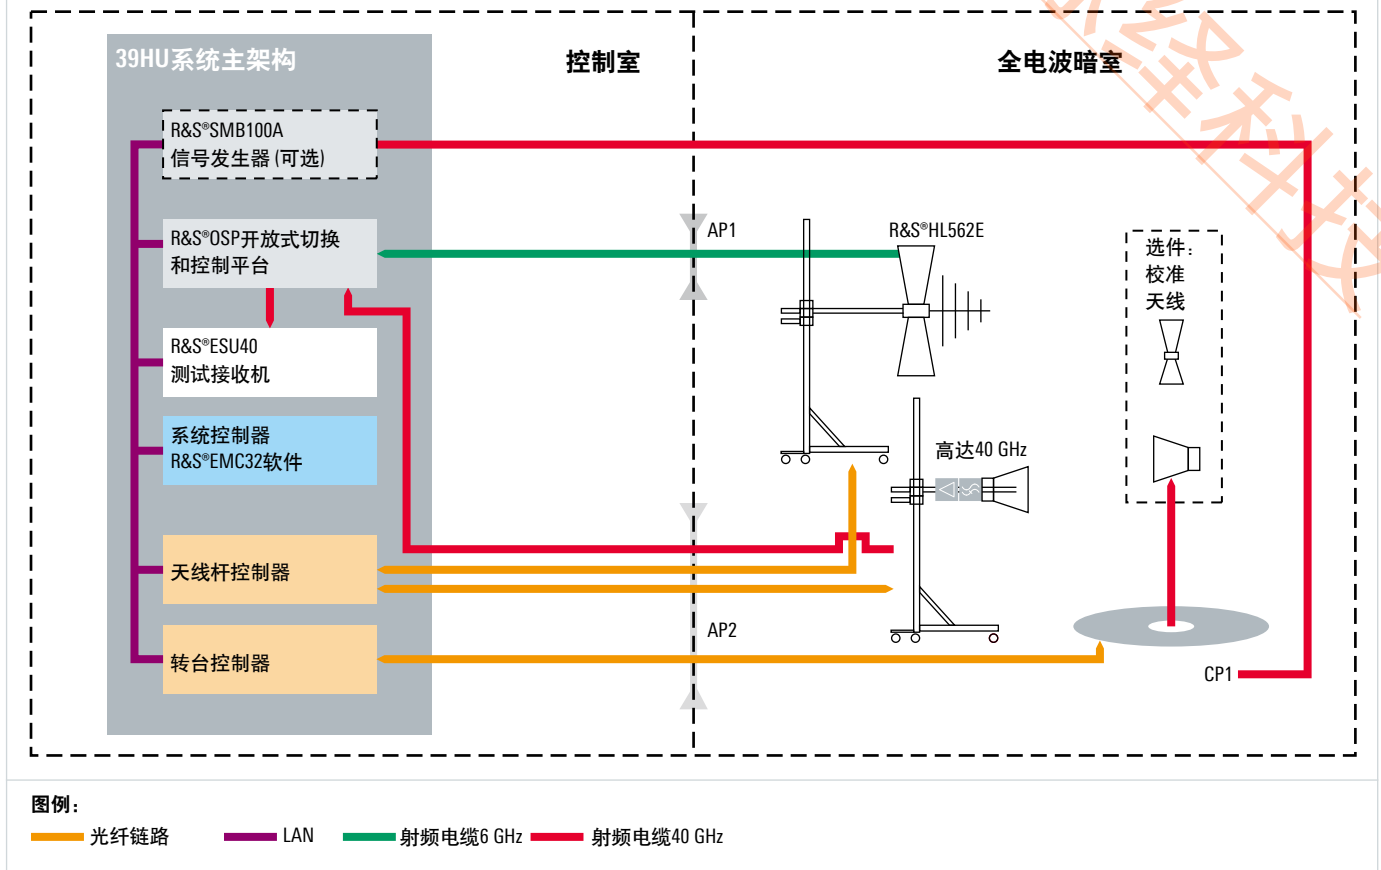 39HU系统主架构
控制室
全电波暗室
R&S®SMB100A
信号发生器 (可选)
R&S®OSP开放式切换
和控制平台
AP1
R&S®HL562E
选件：
校准
天线
R&S®ESU40
测试接收机
系统控制器
R&S®EMC32软件
高达40 GHz
天线杆控制器
AP2
转台控制器
CP1
图例：
光纤链路
LAN
射频电缆6 GHz
射频电缆40 GHz
经科技